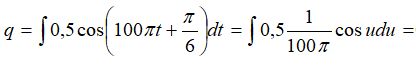 q = ∫ 0,5 cos(100πt + π/6) dt = ∫ 0,5 1/(100π) cos u du =